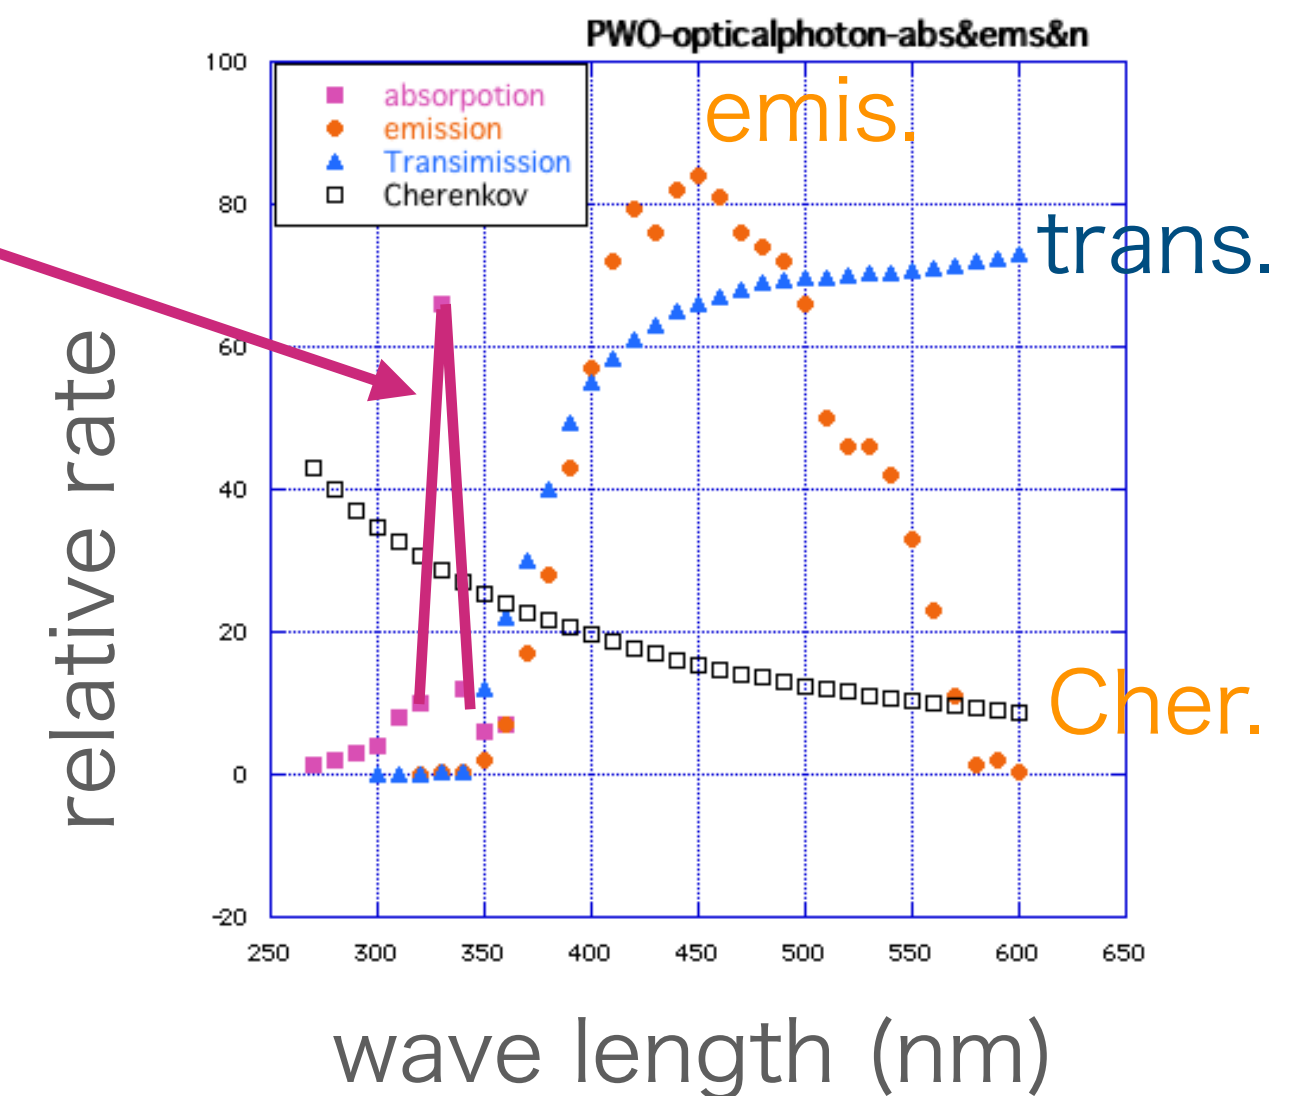 PWO-opticalphoton-abs&ems&n
100
80
60
40
20
0
-20
absorpotion
emission
Transimission
Cherenkov
emis.
trans.
Cher.
relative rate
250 300 350 400 450 500 550 600 650
wave length (nm)